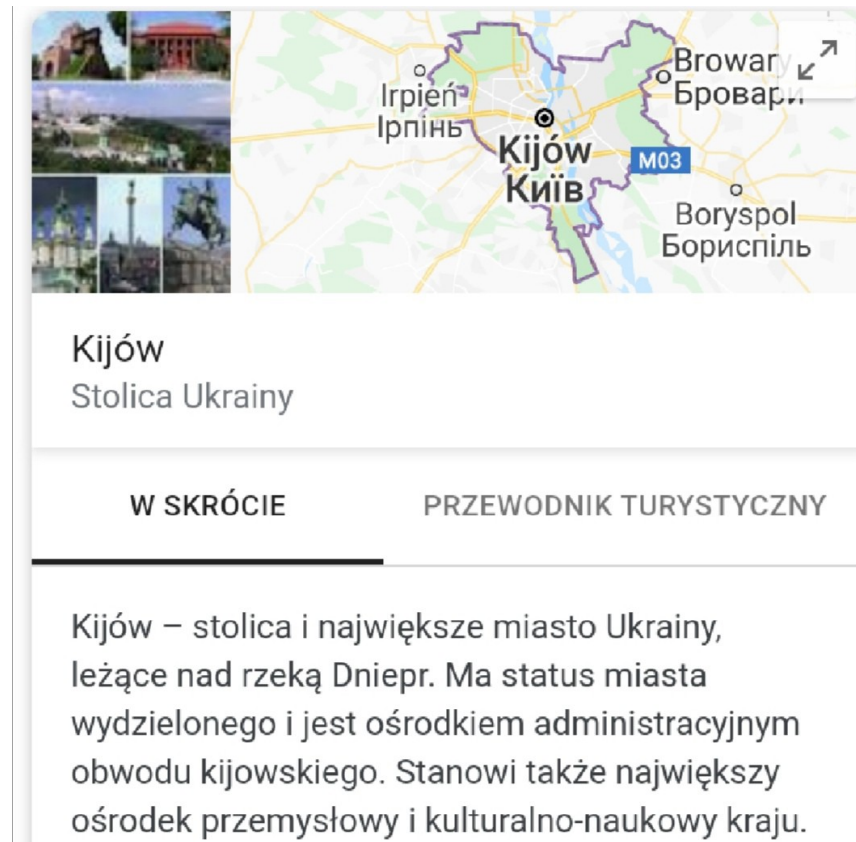 Browary
Бровари
Irpień
Ірпінь
Kijów
Київ
M03
Boryspol
Бориспіль
Kijów
Stolica Ukrainy
W SKRÓCIE
PRZEWODNIK TURYSTYCZNY
Kijów – stolica i największe miasto Ukrainy,
leżące nad rzeką Dniepr. Ma status miasta
wydzielonego i jest ośrodkiem administracyjnym
obwodu kijowskiego. Stanowi także największy
ośrodek przemysłowy i kulturalno-naukowy kraju.